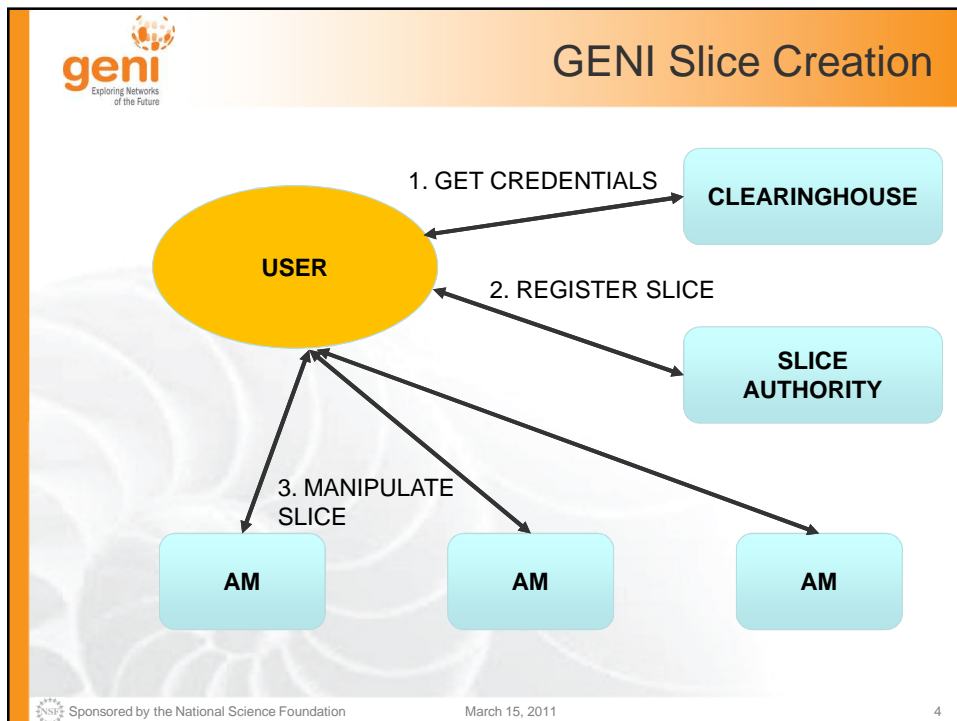 geni
Exploring Networks
of the Future
GENI Slice Creation
1. GET CREDENTIALS
CLEARINGHOUSE
USER
2. REGISTER SLICE
SLICE
AUTHORITY
3. MANIPULATE
SLICE
AM
AM
AM
NSF
Sponsored by the National Science Foundation
March 15, 2011
4